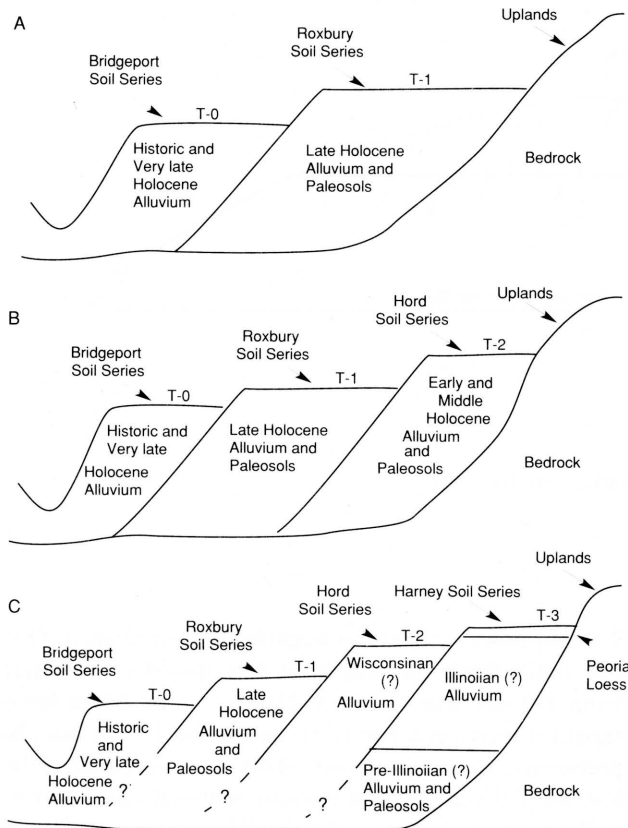 A
Uplands
Roxbury
Soil Series
Bridgeport
Soil Series
T-1
T-0
Historic and
Very late
Holocene
Alluvium
Late Holocene
Alluvium and
Paleosols
Bedrock
B
Uplands
Hord
Soil Series
Roxbury
Soil Series
Bridgeport
Soil Series
T-2
T-1
T-0
Historic and
Very late
Holocene
Alluvium
Late Holocene
Alluvium and
Paleosols
Early and
Middle
Holocene
Alluvium
and
Paleosols
Bedrock
Uplands
C
Harney Soil Series
Hord
Soil Series
Roxbury
Soil Series
Bridgeport
Soil Series
T-3
T-2
T-1
T-0
Peoria
Loess
Historic
and
Very late
Holocene
Alluvium
?
Late
Holocene
Alluvium
and
Paleosols
?
Wisconsinan
(?)
Alluvium
?
Illinoiian (?)
Alluvium
Pre-Illinoiian (?)
Alluvium and
Paleosols
Bedrock